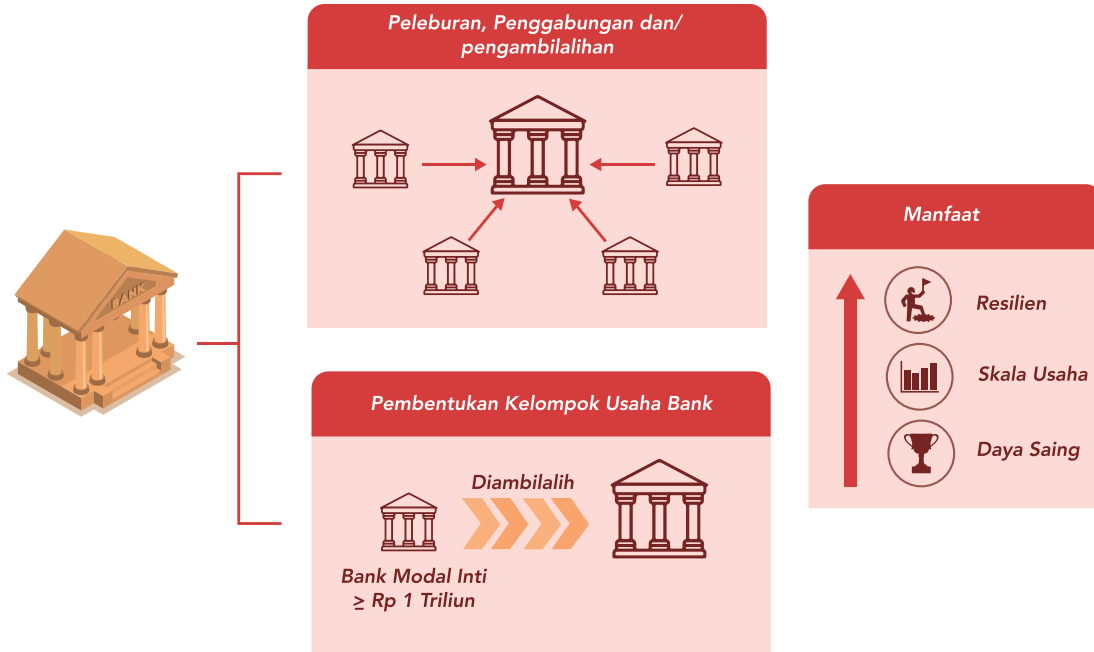 Peleburan, Penggabungan dan/
pengambilalihan
BANK
Pembentukan Kelompok Usaha Bank
Diambilalih
Bank Modal Inti
≥ Rp 1 Triliun
Manfaat
Resilien
Skala Usaha
Daya Saing